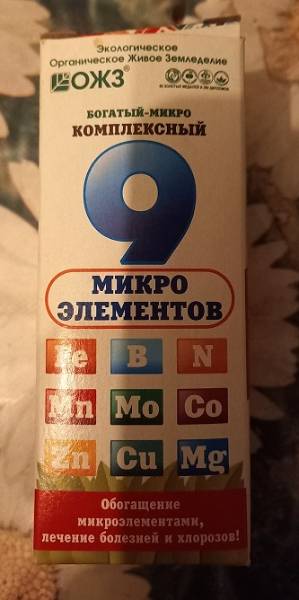 Экологическое
Органическое Живое Земледелие
ОЖЗ
БОГАТЫЙ-МИКРО
КОМПЛЕКСНЫЙ
9
МИКРО
ЭЛЕМЕНТОВ
Fe B N
Mn Mo Co
Zn Cu Mg
Обогащение
микроэлементами,
лечение болезней и хлорозов!